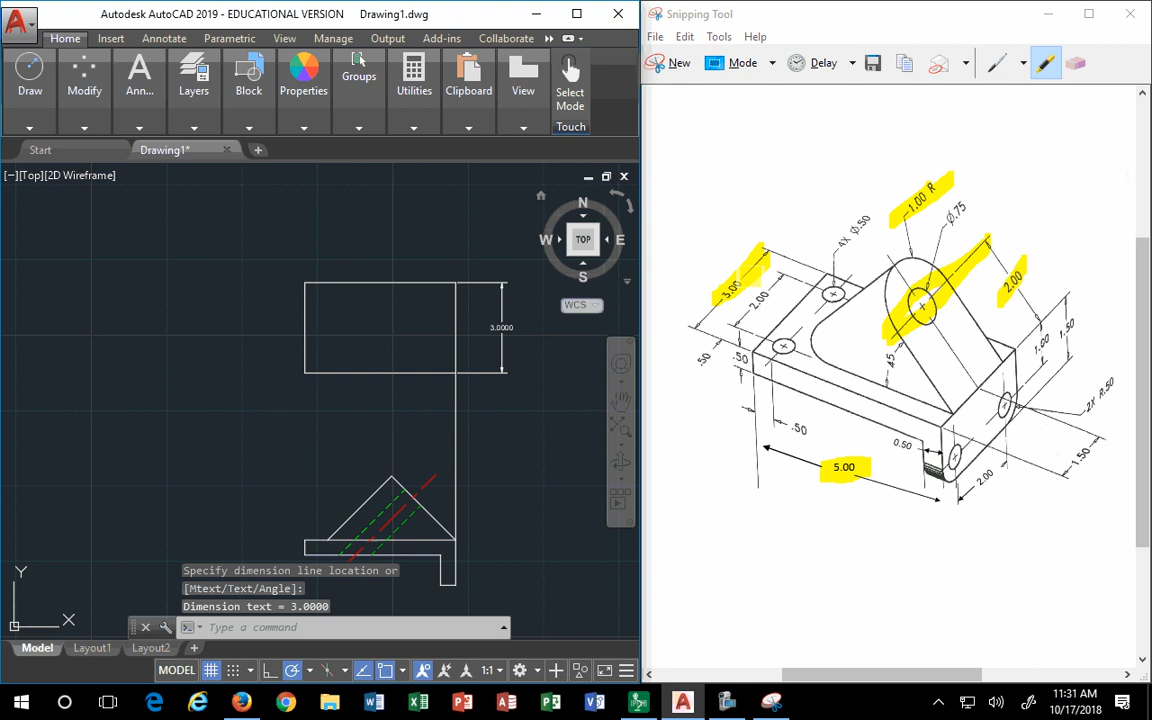 Autodesk AutoCAD 2019 - EDUCATIONAL VERSION Drawing1.dwg
Home Insert Annotate Parametric View Manage Output Add-ins Collaborate
Draw Modify Ann... Layers Block Properties Groups Utilities Clipboard View Select Mode
Touch
Start Drawing1*
[−][Top][2D Wireframe]
N
W TOP E
S
WCS
3.0000
Specify dimension line location or
[Mtext/Text/Angle]:
Dimension text = 3.0000
Type a command
Y
X
Model Layout1 Layout2 +
MODEL 1:1
Snipping Tool
File Edit Tools Help
New Mode Delay
1.00 R
Ø.75
4X Ø.50
3.00
2.00
2.00
1.50
1.00
.50
.50
45
2X R.50
.50
0.50
5.00
1.50
2.00
11:31 AM
10/17/2018